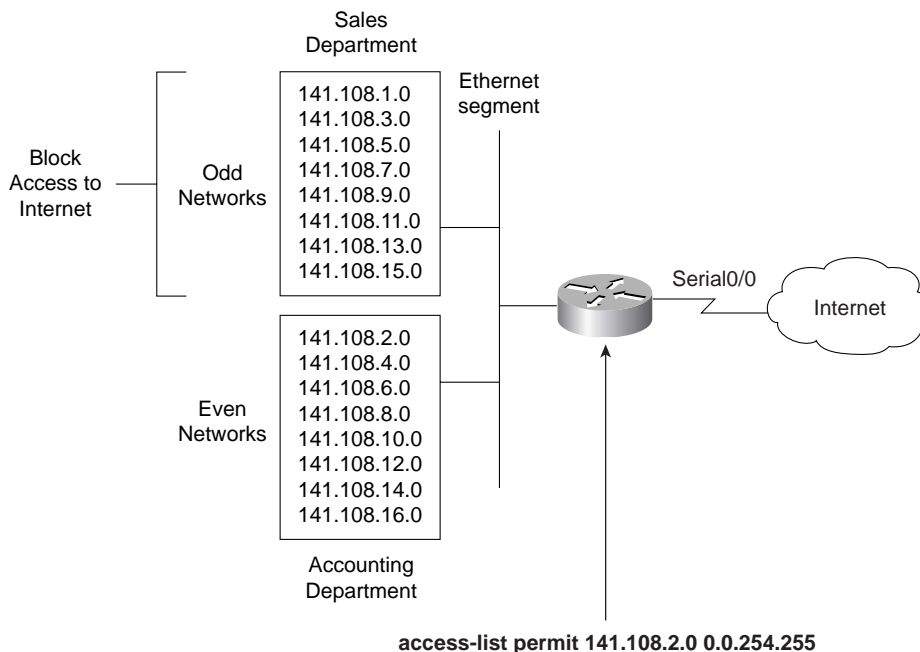 Sales
Department
Block
Access to
Internet
Odd
Networks
141.108.1.0
141.108.3.0
141.108.5.0
141.108.7.0
141.108.9.0
141.108.11.0
141.108.13.0
141.108.15.0
Ethernet
segment
Even
Networks
141.108.2.0
141.108.4.0
141.108.6.0
141.108.8.0
141.108.10.0
141.108.12.0
141.108.14.0
141.108.16.0
Accounting
Department
Serial0/0
Internet
access-list permit 141.108.2.0 0.0.254.255